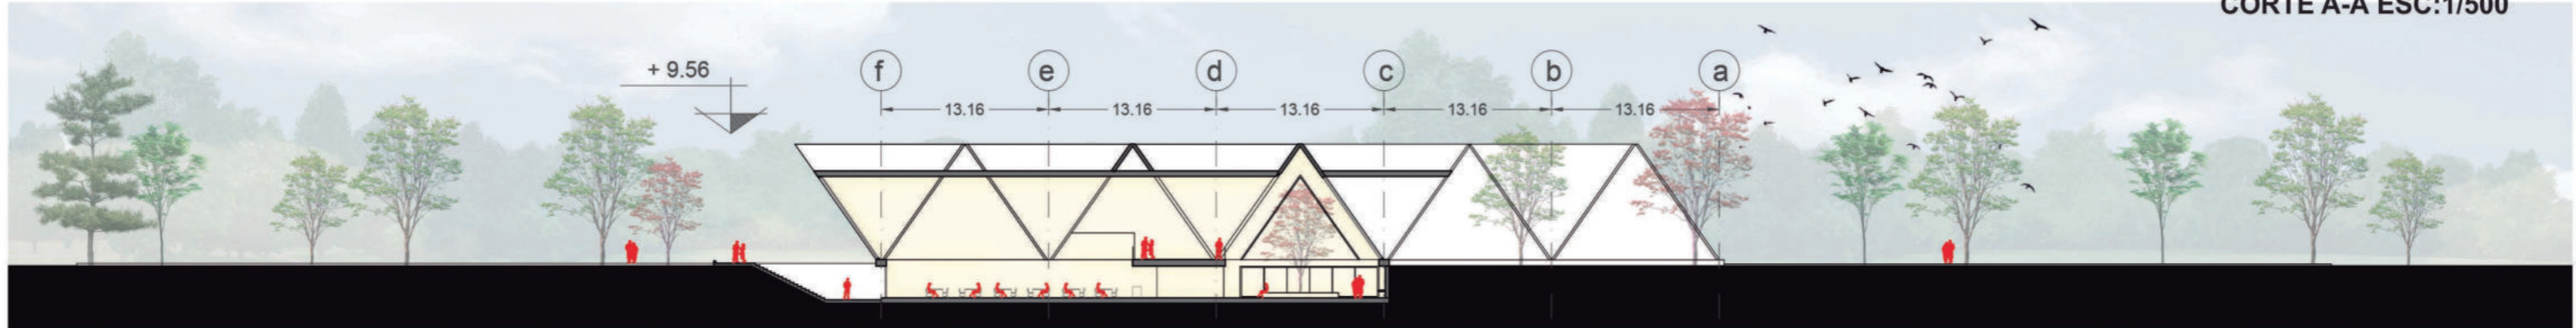 CORTE A-A ESC:1/500
+ 9.56
f e d c b a
13.16 13.16 13.16 13.16 13.16